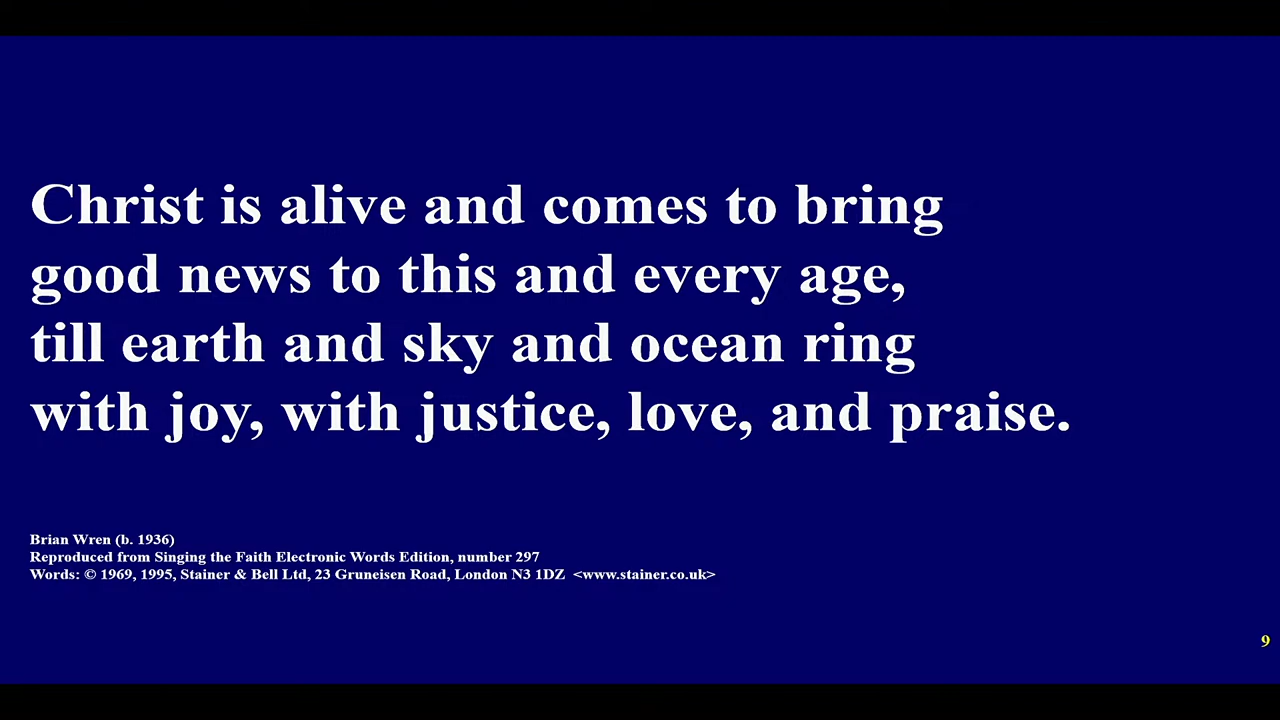 Christ is alive and comes to bring
good news to this and every age,
till earth and sky and ocean ring
with joy, with justice, love, and praise.
Brian Wren (b. 1936)
Reproduced from Singing the Faith Electronic Words Edition, number 297
Words: © 1969, 1995, Stainer & Bell Ltd, 23 Gruneisen Road, London N3 1DZ <www.stainer.co.uk>
9